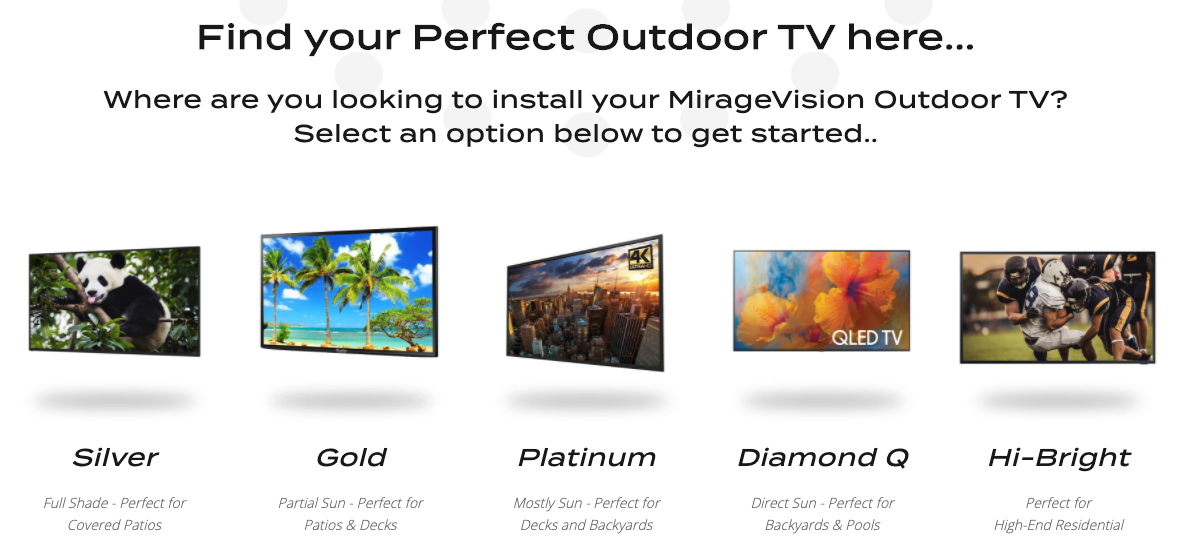 Find your Perfect Outdoor TV here...
Where are you looking to install your MirageVision Outdoor TV?
Select an option below to get started..
4K
ULTRA HD
QLED TV
Silver
Gold
Platinum
Diamond Q
Hi-Bright
Full Shade - Perfect for
Covered Patios
Partial Sun - Perfect for
Patios & Decks
Mostly Sun - Perfect for
Decks and Backyards
Direct Sun - Perfect for
Backyards & Pools
Perfect for
High-End Residential